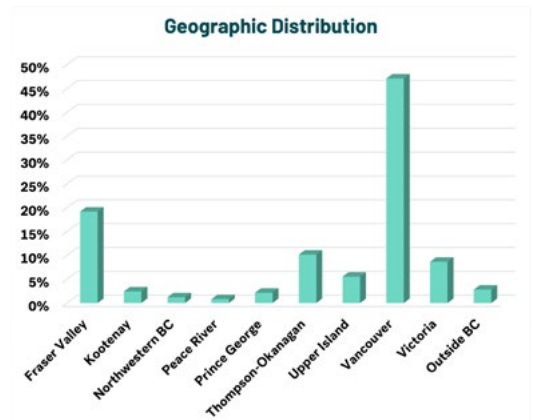 Geographic Distribution
50%
45%
40%
35%
30%
25%
20%
15%
10%
5%
0%
Fraser Valley
Kootenay
Northwestern BC
Peace River
Prince George
Thompson-Okanagan
Upper Island
Vancouver
Victoria
Outside BC